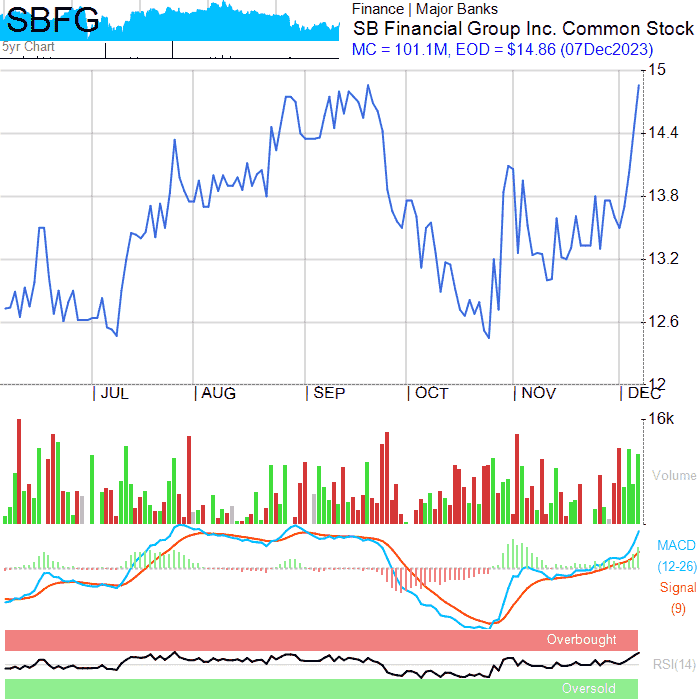 SBFG
5yr Chart
Finance | Major Banks
SB Financial Group Inc. Common Stock
MC = 101.1M, EOD = $14.86 (07Dec2023)
15
14.4
13.8
13.2
12.6
12
JUL AUG SEP OCT NOV DEC
16k
Volume
MACD
(12-26)
Signal
(9)
Overbought
RSI(14)
Oversold